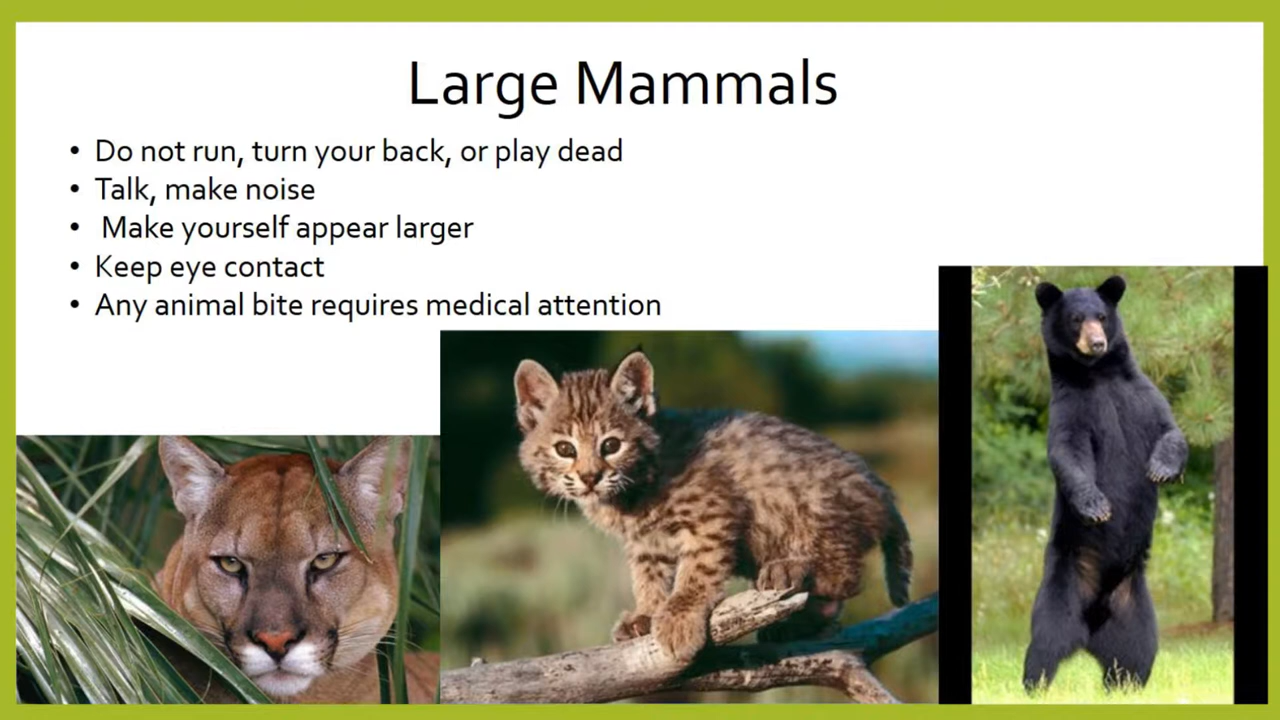 Large Mammals
• Do not run, turn your back, or play dead
• Talk, make noise
• Make yourself appear larger
• Keep eye contact
• Any animal bite requires medical attention